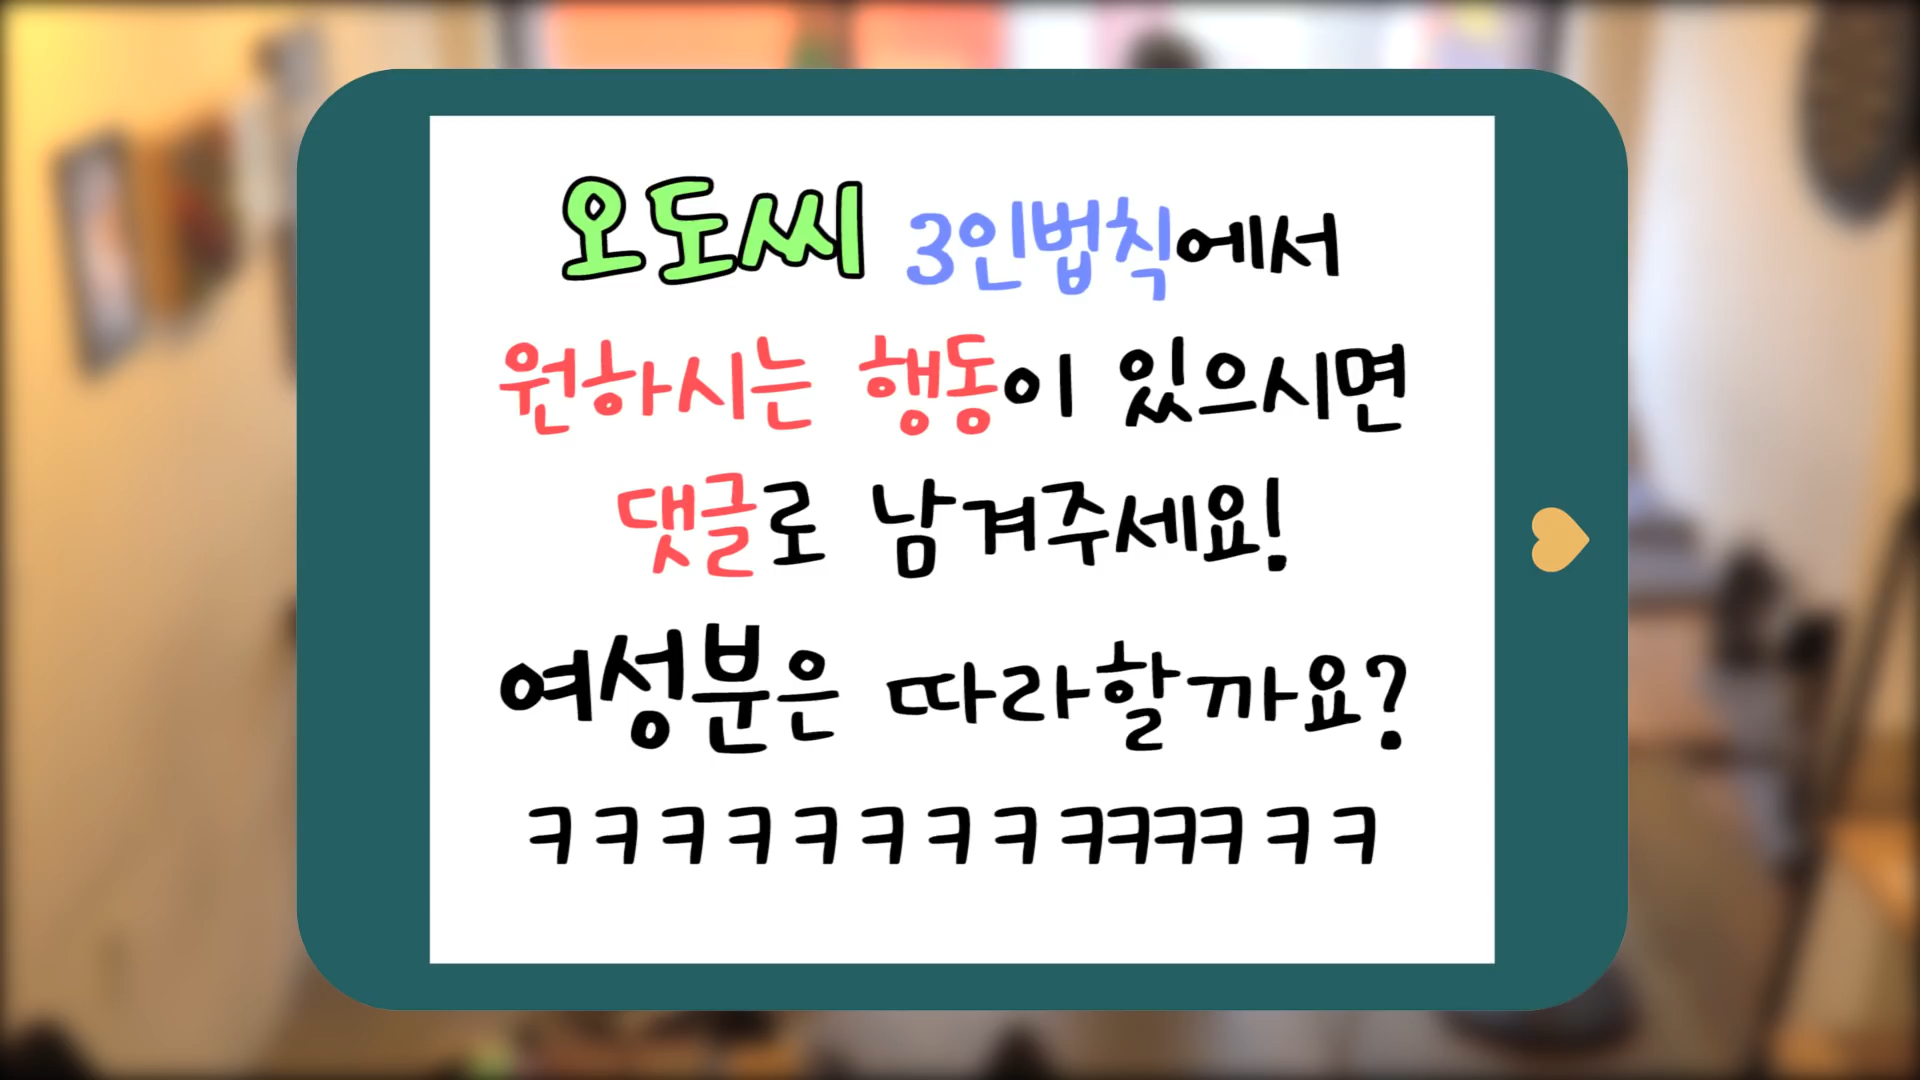 오도씨 3인법칙에서
원하시는 행동이 있으시면
댓글로 남겨주세요!
여성분은 따라할까요?
ㅋㅋㅋㅋㅋㅋㅋㅋㅋㅋㅋㅋㅋ